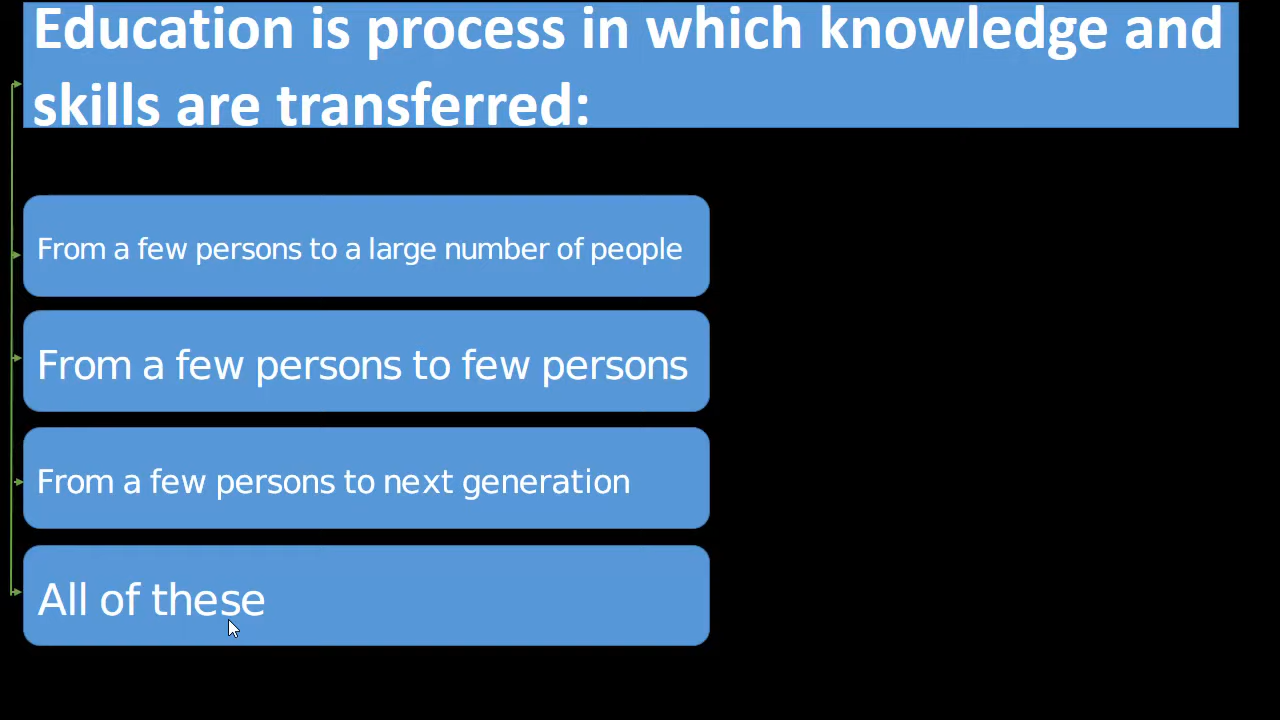 Education is process in which knowledge and
skills are transferred:
From a few persons to a large number of people
From a few persons to few persons
From a few persons to next generation
All of these